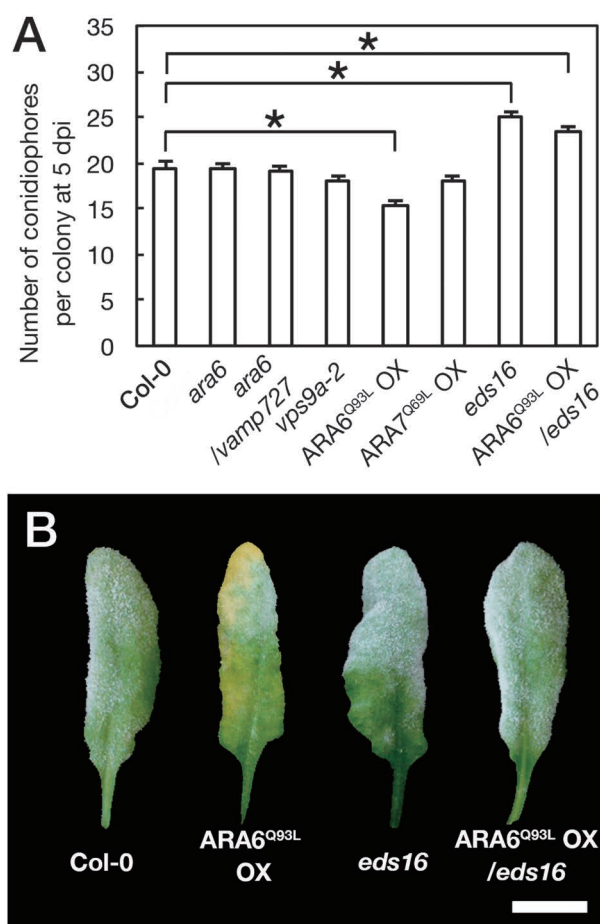 A
Number of conidiophores
per colony at 5 dpi
35
30
25
20
15
10
5
0
*
*
*
Col-0
ara6
ara6
/vamp727
vps9a-2
ARA6Q93L OX
ARA7Q69L OX
eds16
ARA6Q93L OX
/eds16
B
Col-0
ARA6Q93L
OX
eds16
ARA6Q93L OX
/eds16